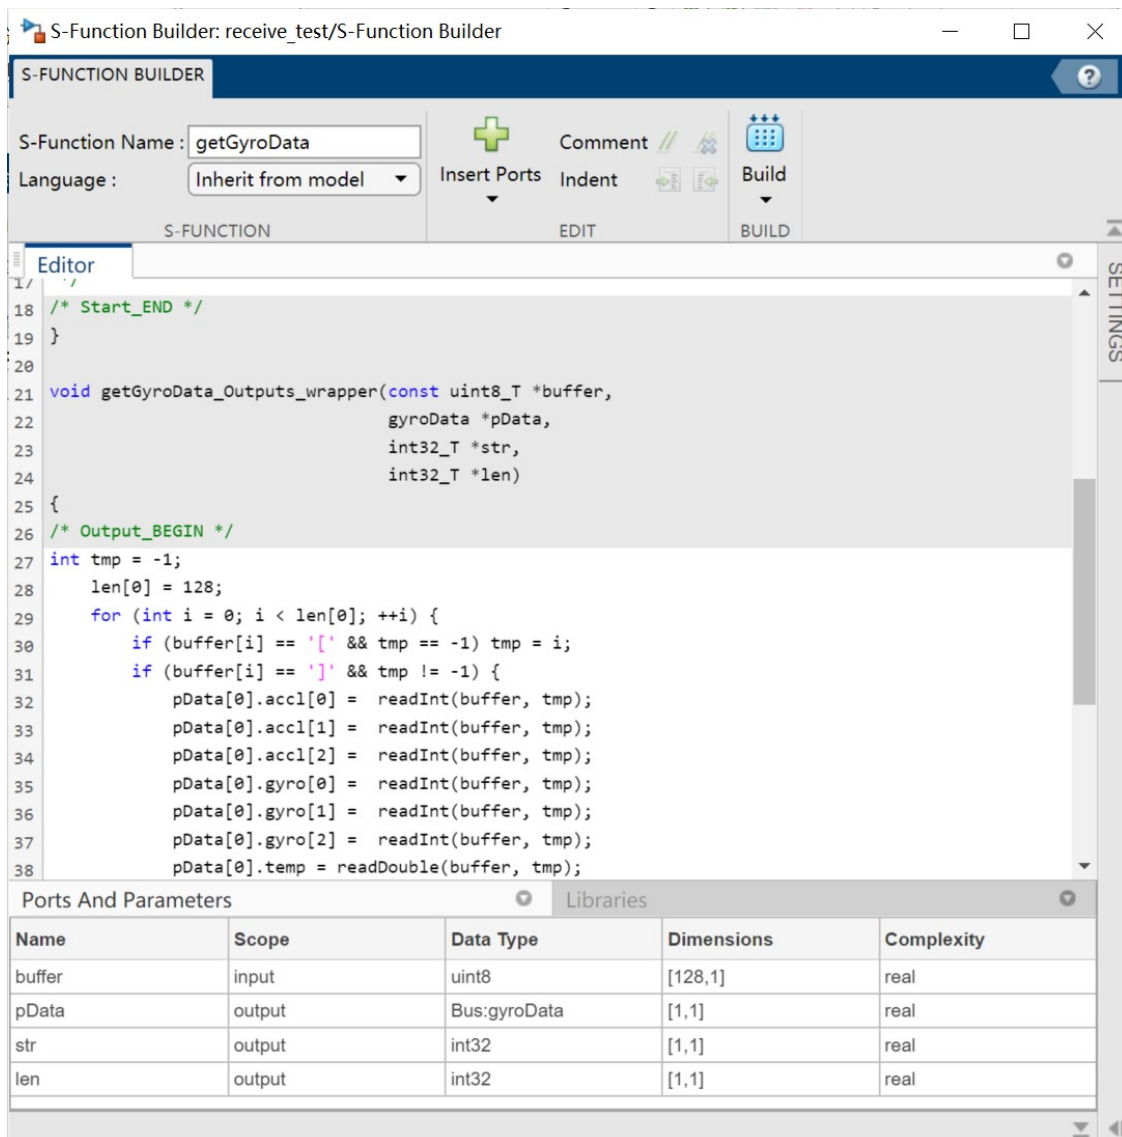 S-Function Builder: receive_test/S-Function Builder
S-FUNCTION BUILDER
?
S-Function Name : getGyroData
Language : Inherit from model
Insert Ports
Comment //
Indent
Build
S-FUNCTION
EDIT
BUILD
Editor
SETTINGS
17 */
18 /* Start_END */
19 }
20
21 void getGyroData_Outputs_wrapper(const uint8_T *buffer,
22 gyroData *pData,
23 int32_T *str,
24 int32_T *len)
25 {
26 /* Output_BEGIN */
27 int tmp = -1;
28 len[0] = 128;
29 for (int i = 0; i < len[0]; ++i) {
30 if (buffer[i] == '[' && tmp == -1) tmp = i;
31 if (buffer[i] == ']' && tmp != -1) {
32 pData[0].accl[0] =  readInt(buffer, tmp);
33 pData[0].accl[1] =  readInt(buffer, tmp);
34 pData[0].accl[2] =  readInt(buffer, tmp);
35 pData[0].gyro[0] =  readInt(buffer, tmp);
36 pData[0].gyro[1] =  readInt(buffer, tmp);
37 pData[0].gyro[2] =  readInt(buffer, tmp);
38 pData[0].temp = readDouble(buffer, tmp);
Ports And Parameters
Libraries
Name Scope Data Type Dimensions Complexity
buffer input uint8 [128,1] real
pData output Bus:gyroData [1,1] real
str output int32 [1,1] real
len output int32 [1,1] real